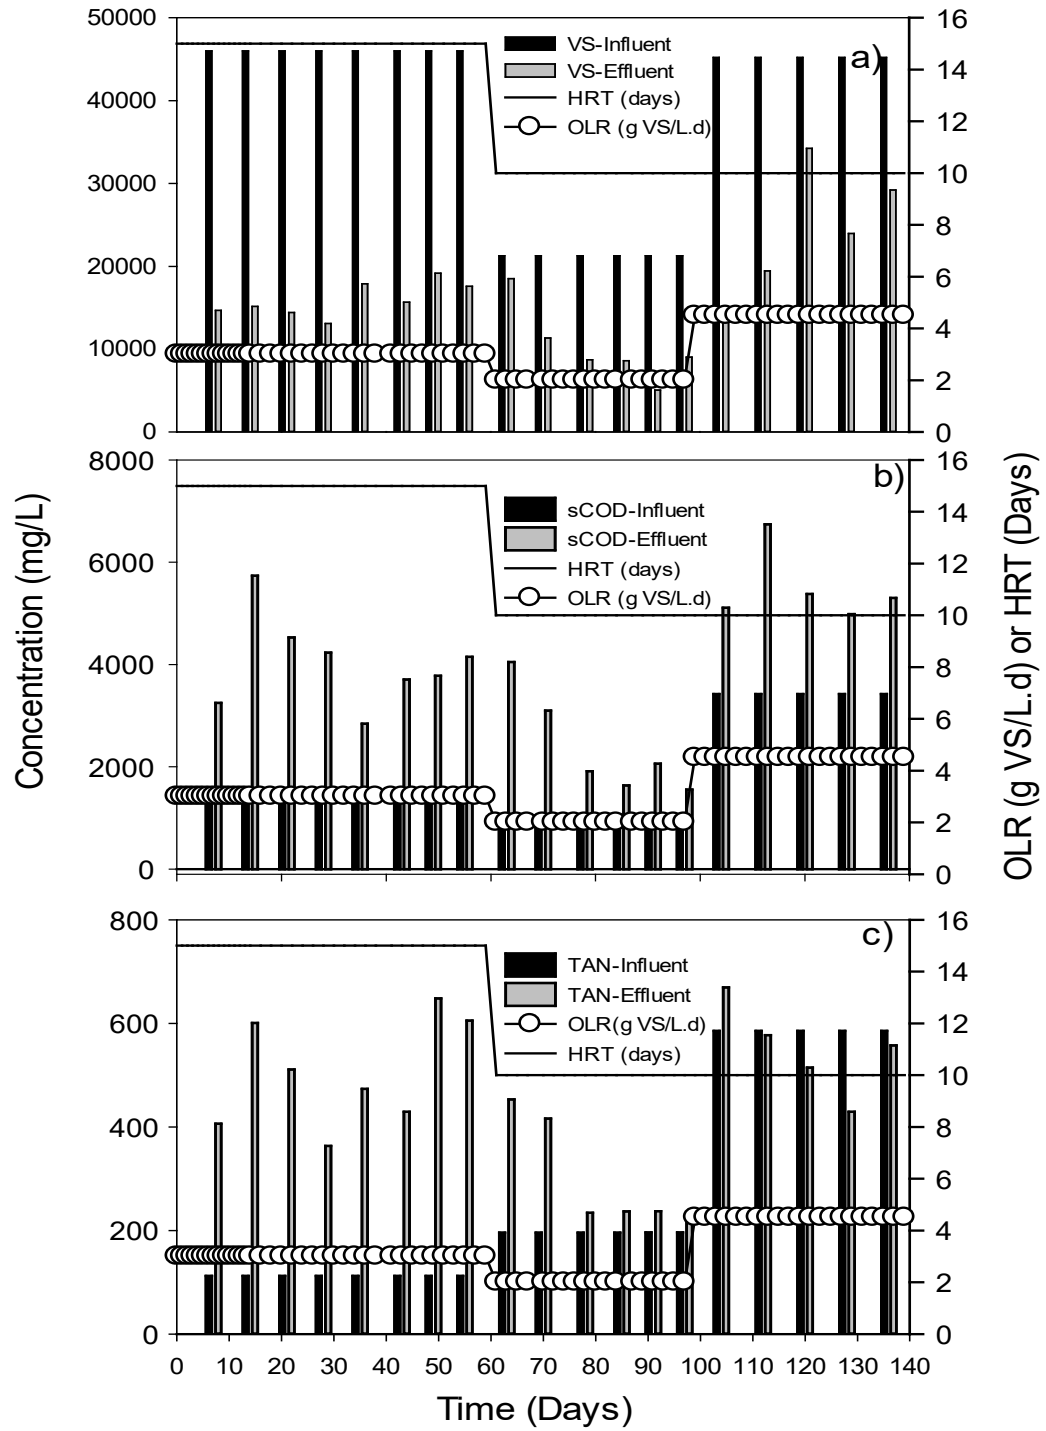 50000
40000
30000
20000
10000
0
VS-Influent
VS-Effluent
HRT (days)
OLR (g VS/L.d)
a)
16
14
12
10
8
6
4
2
0
8000
6000
4000
2000
0
sCOD-Influent
sCOD-Effluent
HRT (days)
OLR (g VS/L.d)
b)
16
14
12
10
8
6
4
2
0
Concentration (mg/L)
OLR (g VS/L.d) or HRT (Days)
800
600
400
200
0
TAN-Influent
TAN-Effluent
OLR(g VS/L.d)
HRT (days)
c)
16
14
12
10
8
6
4
2
0
0 10 20 30 40 50 60 70 80 90 100 110 120 130 140
Time (Days)